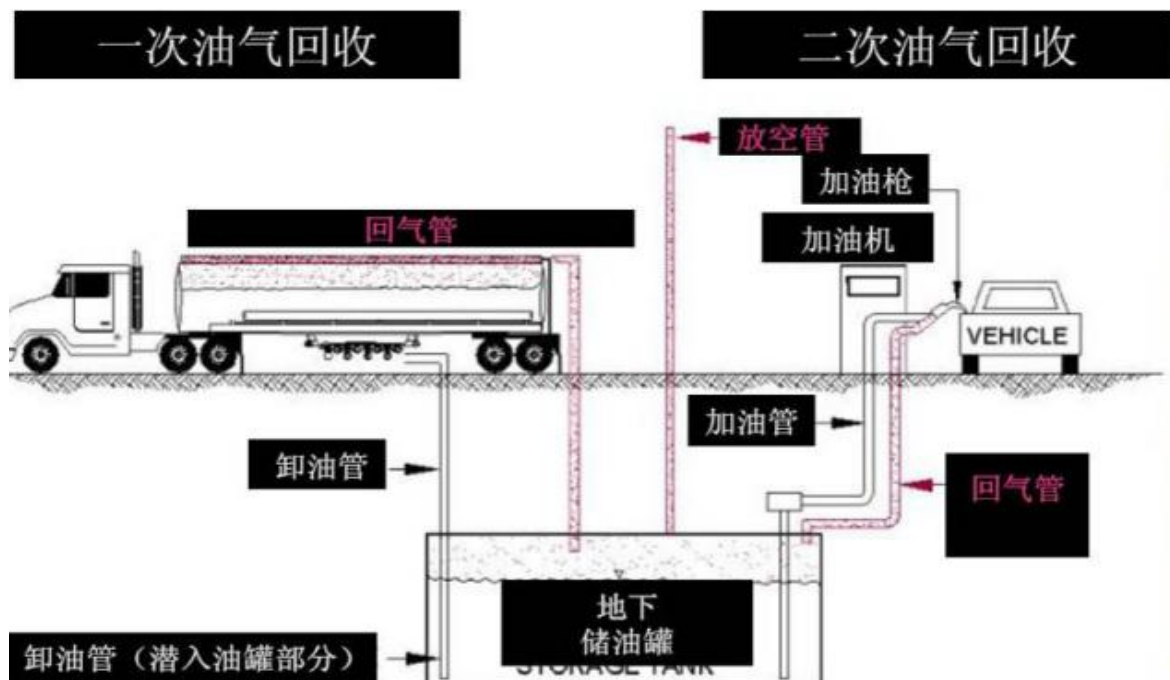 一次油气回收
二次油气回收
放空管
加油枪
回气管
加油机
VEHICLE
加油管
卸油管
回气管
地下
储油罐
STORAGE TANK
卸油管（潜入油罐部分）